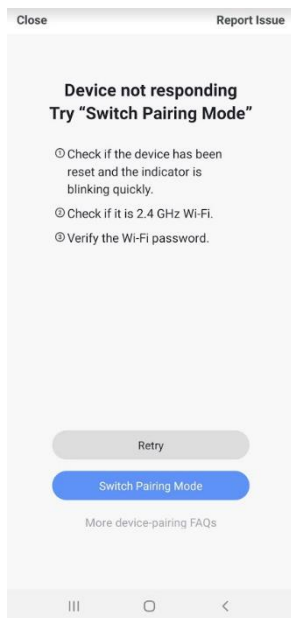 Close Report Issue
Device not responding
Try “Switch Pairing Mode”
① Check if the device has been
reset and the indicator is
blinking quickly.
② Check if it is 2.4 GHz Wi-Fi.
③ Verify the Wi-Fi password.
Retry
Switch Pairing Mode
More device-pairing FAQs